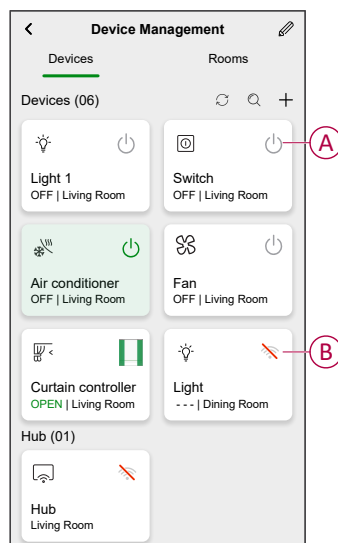 Device Management
Devices Rooms
Devices (06)
A
Light 1
OFF | Living Room
Switch
OFF | Living Room
Air conditioner
OFF | Living Room
Fan
OFF | Living Room
B
Curtain controller
OPEN | Living Room
Light
--- | Dining Room
Hub (01)
Hub
Living Room